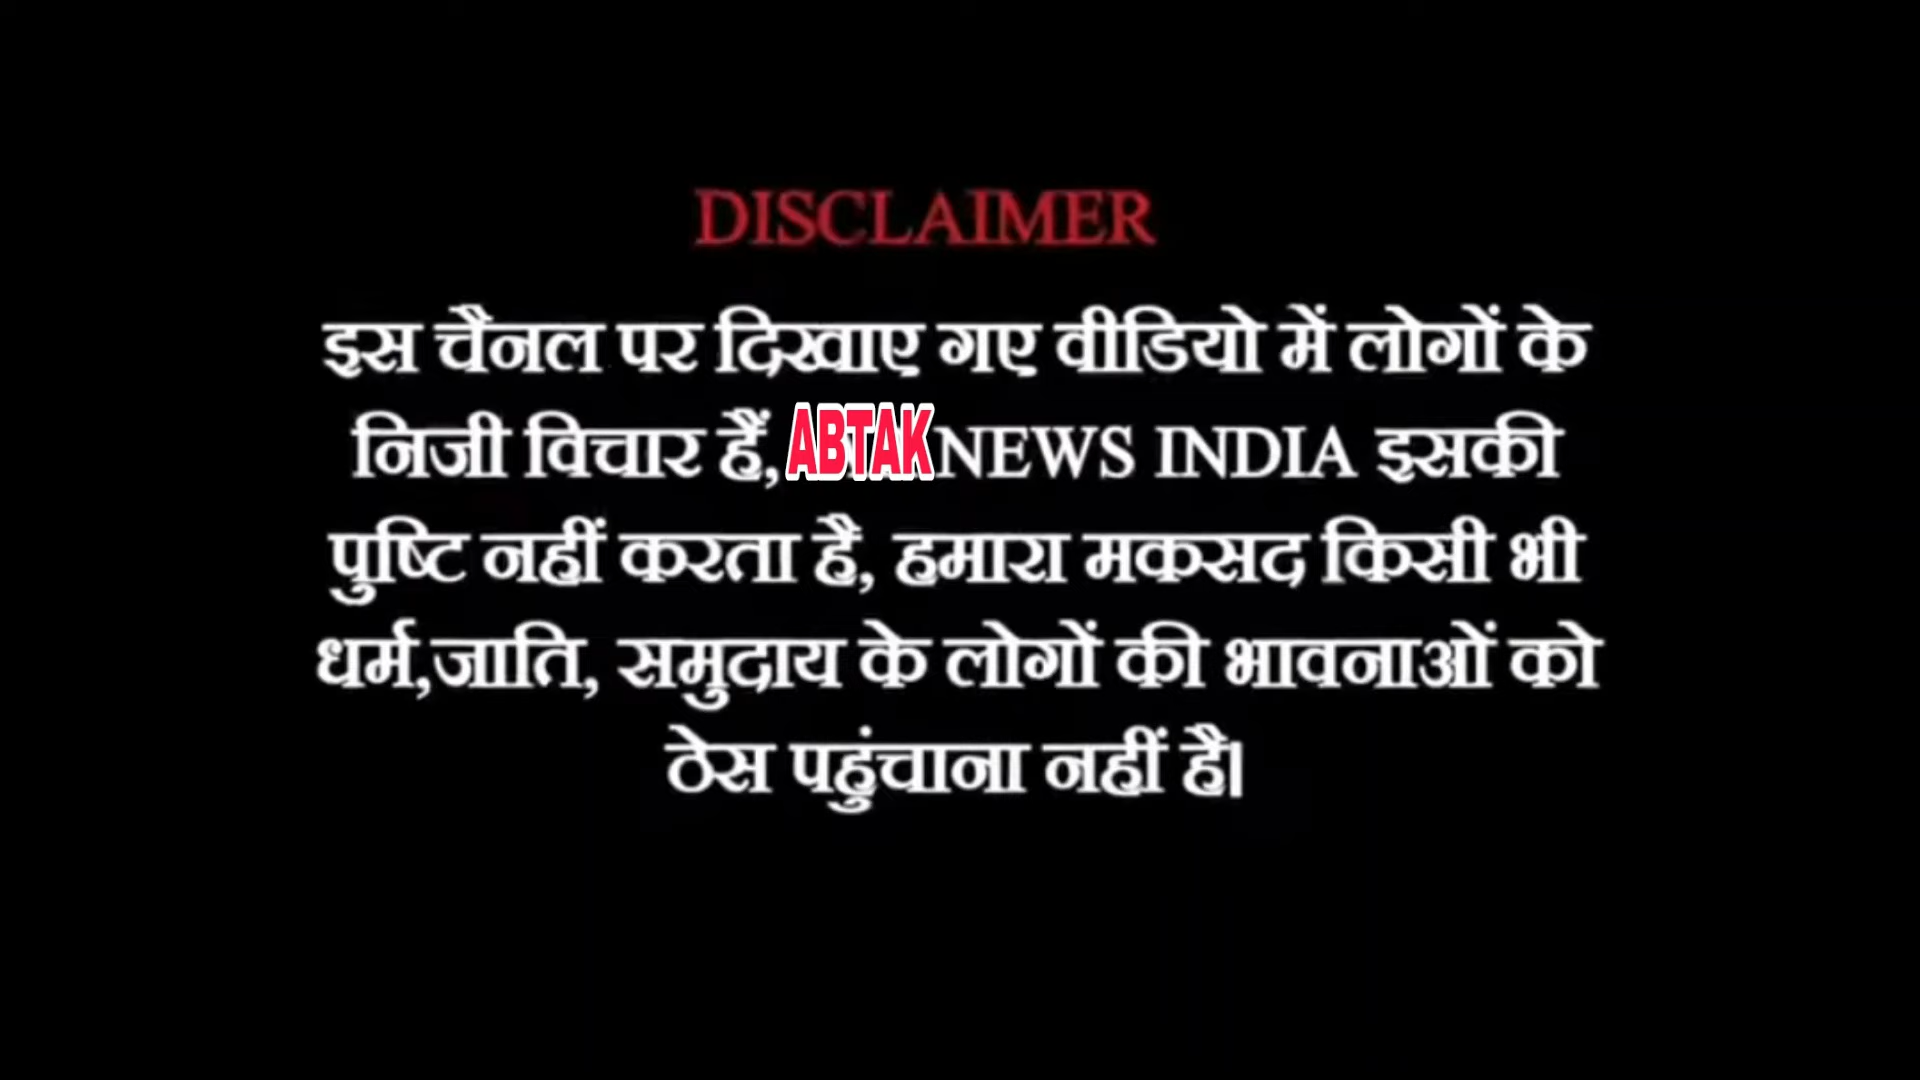 DISCLAIMER
इस चैनल पर दिखाए गए वीडियो में लोगों के
निजी विचार हैं, ABTAK NEWS INDIA इसकी
पुष्टि नहीं करता है, हमारा मकसद किसी भी
धर्म,जाति, समुदाय के लोगों की भावनाओं को
ठेस पहुंचाना नहीं है।